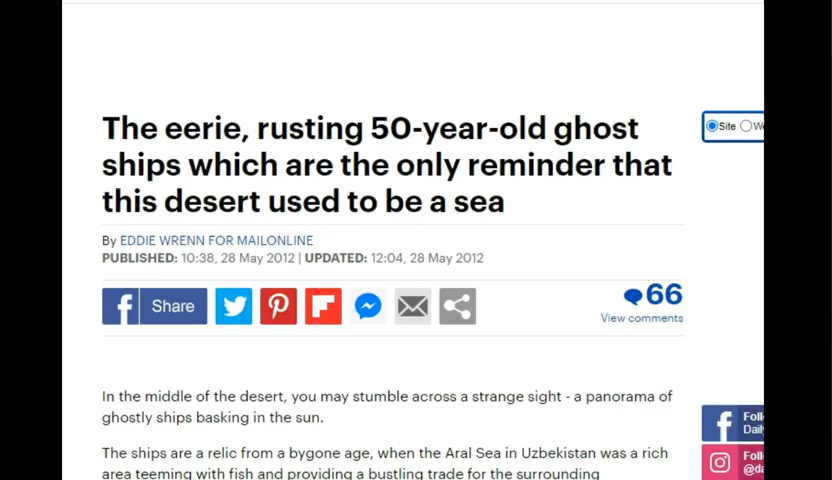 The eerie, rusting 50-year-old ghost
ships which are the only reminder that
this desert used to be a sea
By EDDIE WRENN FOR MAILONLINE
PUBLISHED: 10:38, 28 May 2012 | UPDATED: 12:04, 28 May 2012
Share
66
View comments
Site
In the middle of the desert, you may stumble across a strange sight - a panorama of
ghostly ships basking in the sun.
The ships are a relic from a bygone age, when the Aral Sea in Uzbekistan was a rich
area teeming with fish and providing a bustling trade for the surrounding